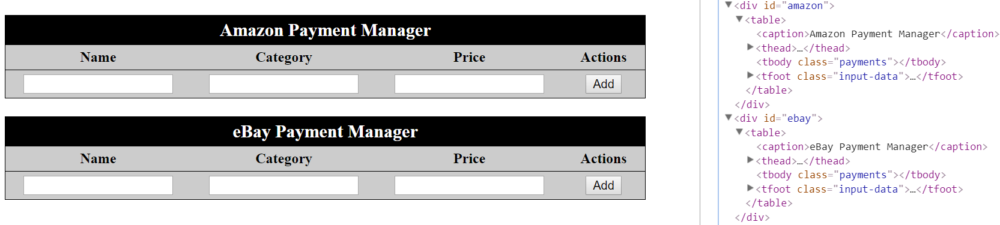 Amazon Payment Manager
Name Category Price Actions
Add
eBay Payment Manager
Name Category Price Actions
Add
▼<div id="amazon">
▼<table>
<caption>Amazon Payment Manager</caption>
▶<thead>…</thead>
<tbody class="payments"></tbody>
▶<tfoot class="input-data">…</tfoot>
</table>
</div>
▼<div id="ebay">
▼<table>
<caption>eBay Payment Manager</caption>
▶<thead>…</thead>
<tbody class="payments"></tbody>
▶<tfoot class="input-data">…</tfoot>
</table>
</div>